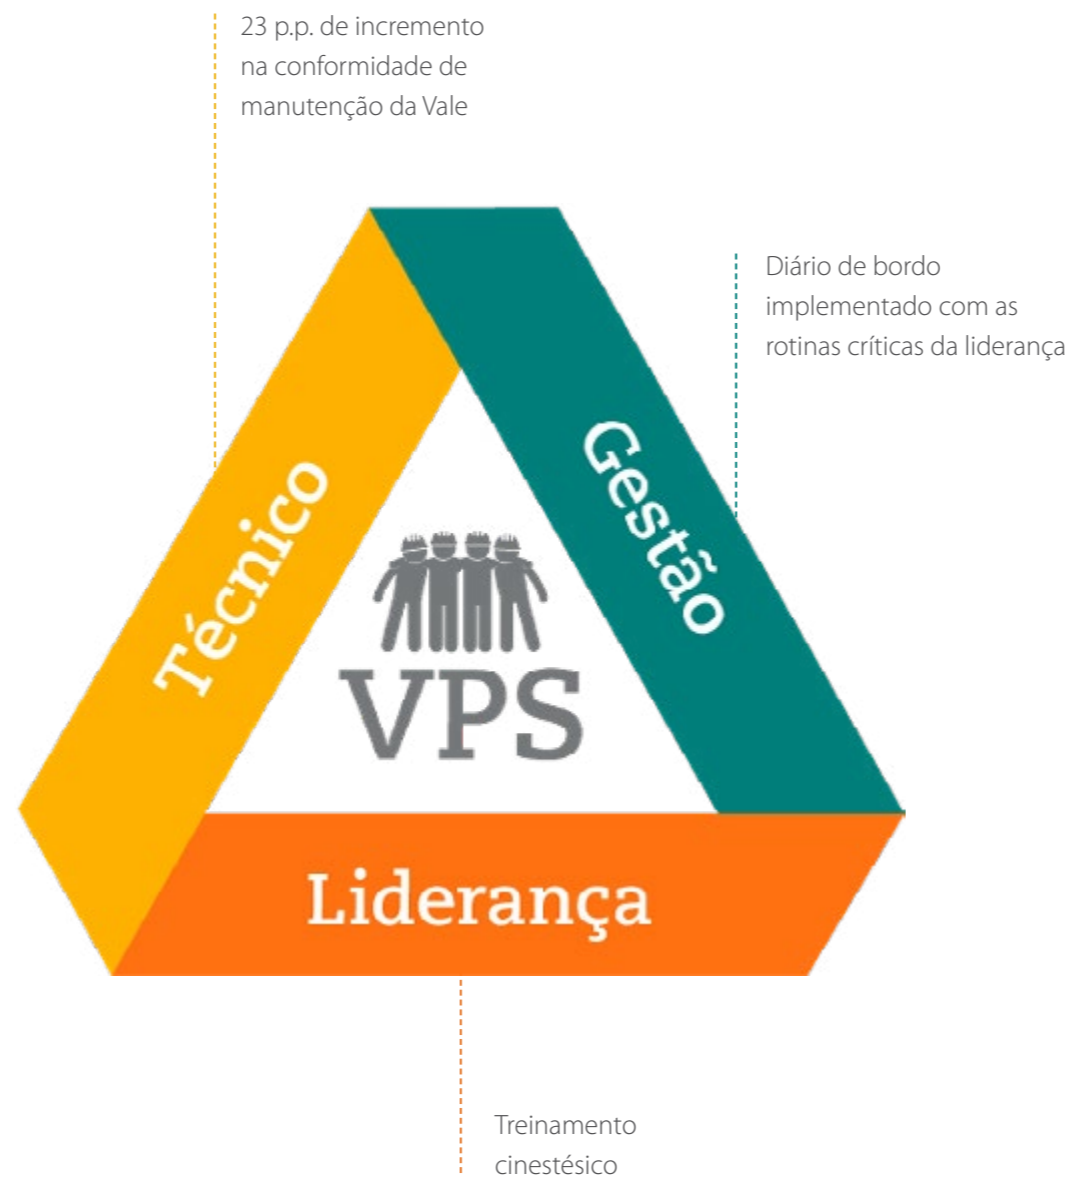 23 p.p. de incremento
na conformidade de
manutenção da Vale
Diário de bordo
implementado com as
rotinas críticas da liderança
Técnico
Gestão
VPS
Liderança
Treinamento
cinestésico